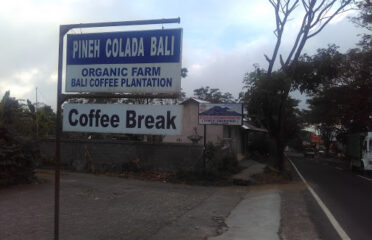 PINEH COLADA BALI
ORGANIC FARM
BALI COFFEE PLANTATION
Coffee Break